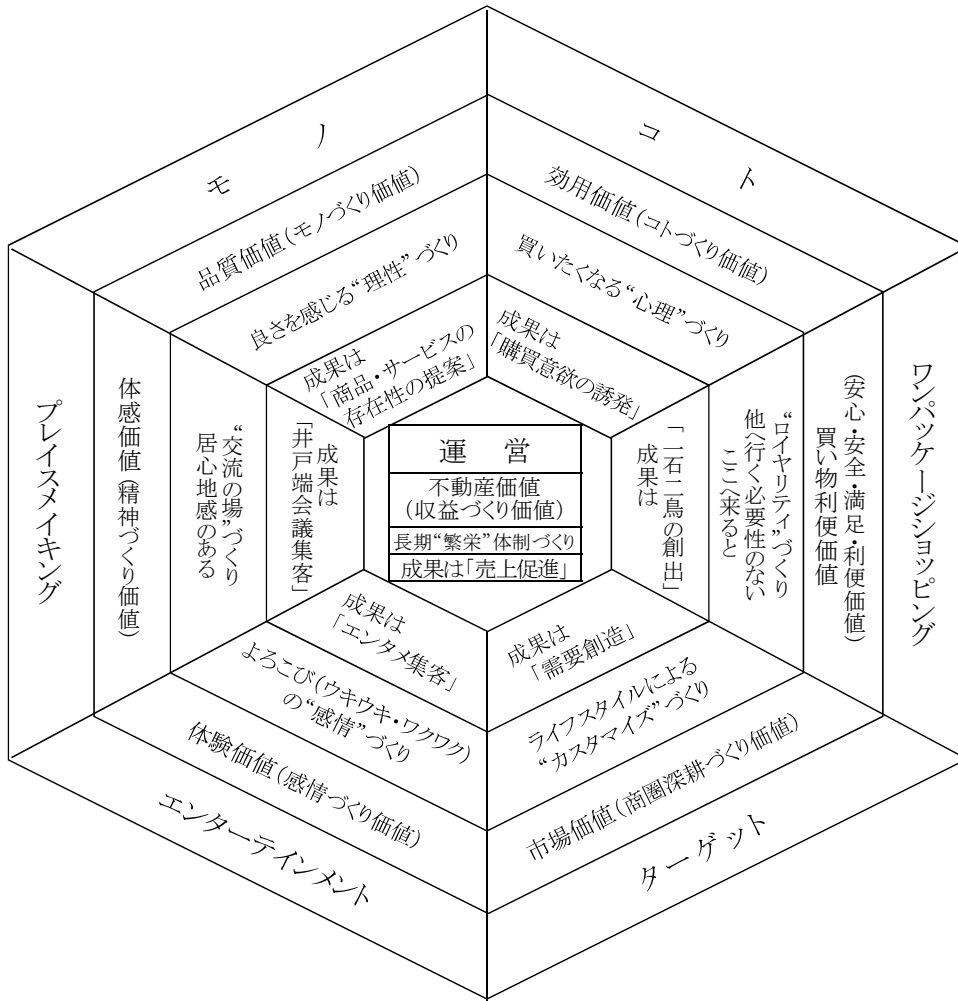 モノ
品質価値（モノづくり価値）
良さを感じる“理性”づくり
成果は
「商品・サービスの
存在性の提案」
コト
効用価値（コトづくり価値）
買いたくなる“心理”づくり
成果は
「購買意欲の誘発」
ワンパッケージショッピング
（安心・安全・満足・利便価値）
買い物利便価値
“ロイヤリティ”づくり
他へ行く必要性のない
ここへ来ると
「二石二鳥の創出」
成果は
ターゲット
市場価値（商圏深耕づくり価値）
ライフスタイルによる
“カスタマイズ”づくり
成果は
「需要創造」
エンターテインメント
体験価値（感情づくり価値）
よろこび（ウキウキ・ワクワク）
の“感情”づくり
成果は
「エンタメ集客」
プレイスメイキング
体感価値（精神づくり価値）
“交流の場”づくり
居心地感のある
成果は
「井戸端会議集客」
運営
不動産価値
（収益づくり価値）
長期“繁栄”体制づくり
成果は「売上促進」